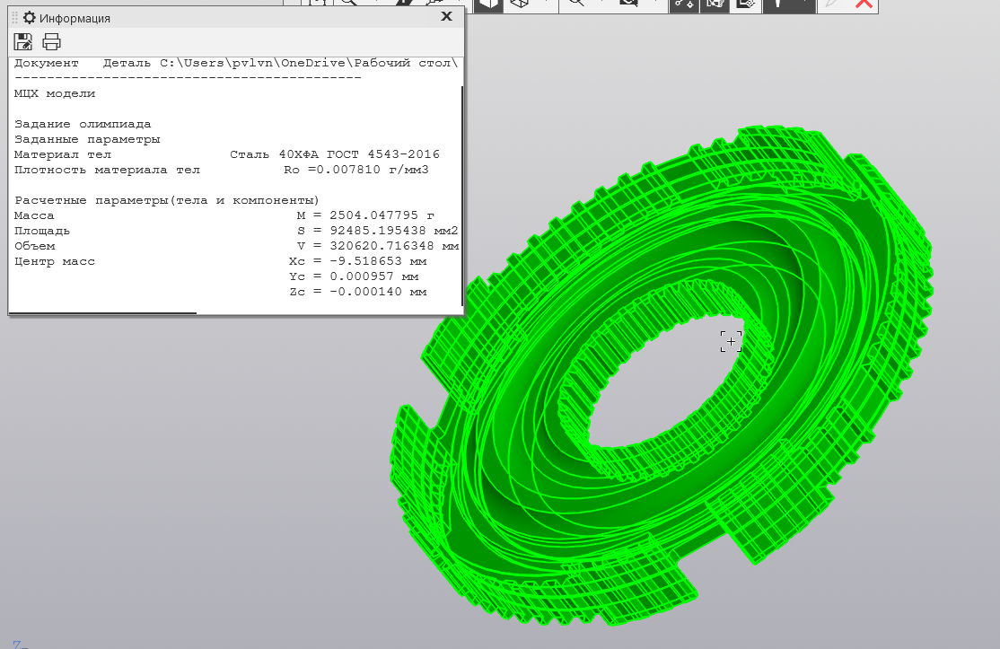 Информация
Документ Деталь C:\Users\pvlvn\OneDrive\Рабочий стол\
-------------------------------------------
МЦХ модели
Задание олимпиада
Заданные параметры
Материал тел Сталь 40ХФА ГОСТ 4543-2016
Плотность материала тел Ro =0.007810 г/мм3
Расчетные параметры(тела и компоненты)
Масса M = 2504.047795 г
Площадь S = 92485.195438 мм2
Объем V = 320620.716348 мм
Центр масс Xc = -9.518653 мм
Yc = 0.000957 мм
Zc = -0.000140 мм
Z